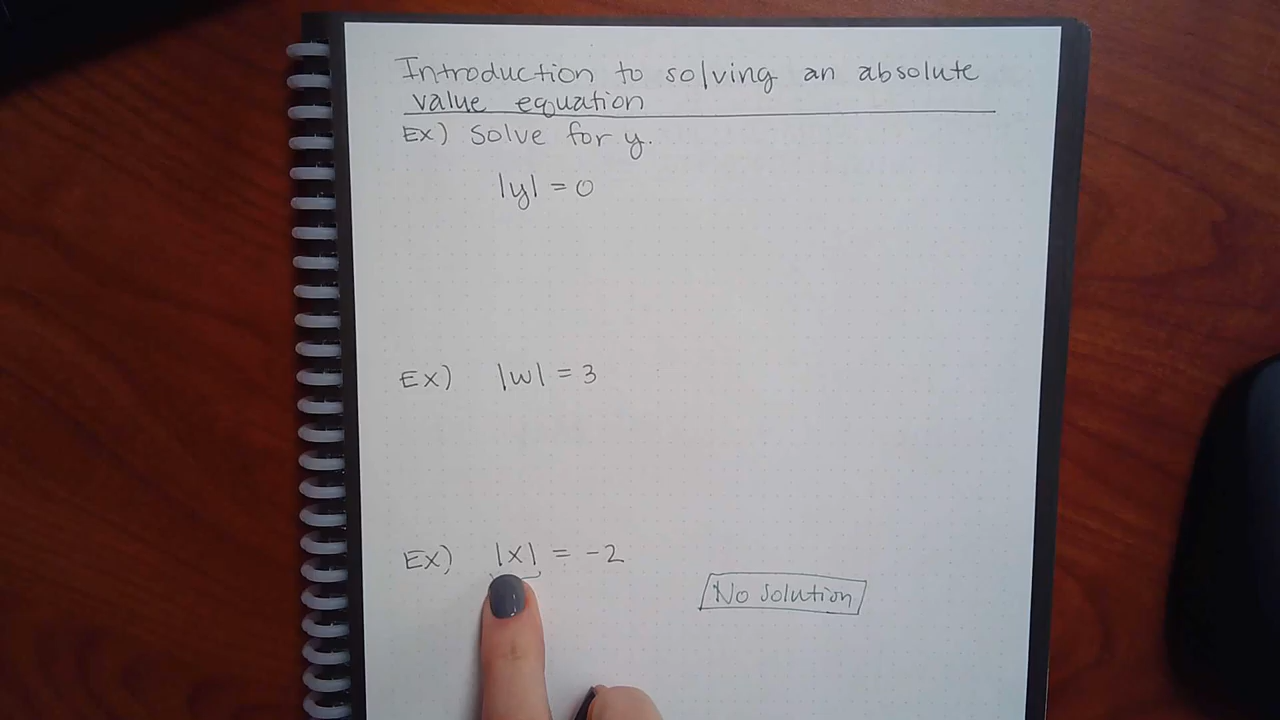 Introduction to solving an absolute
value equation
Ex) Solve for y.
|y| = 0
Ex) |w| = 3
Ex) |x| = -2
No Solution